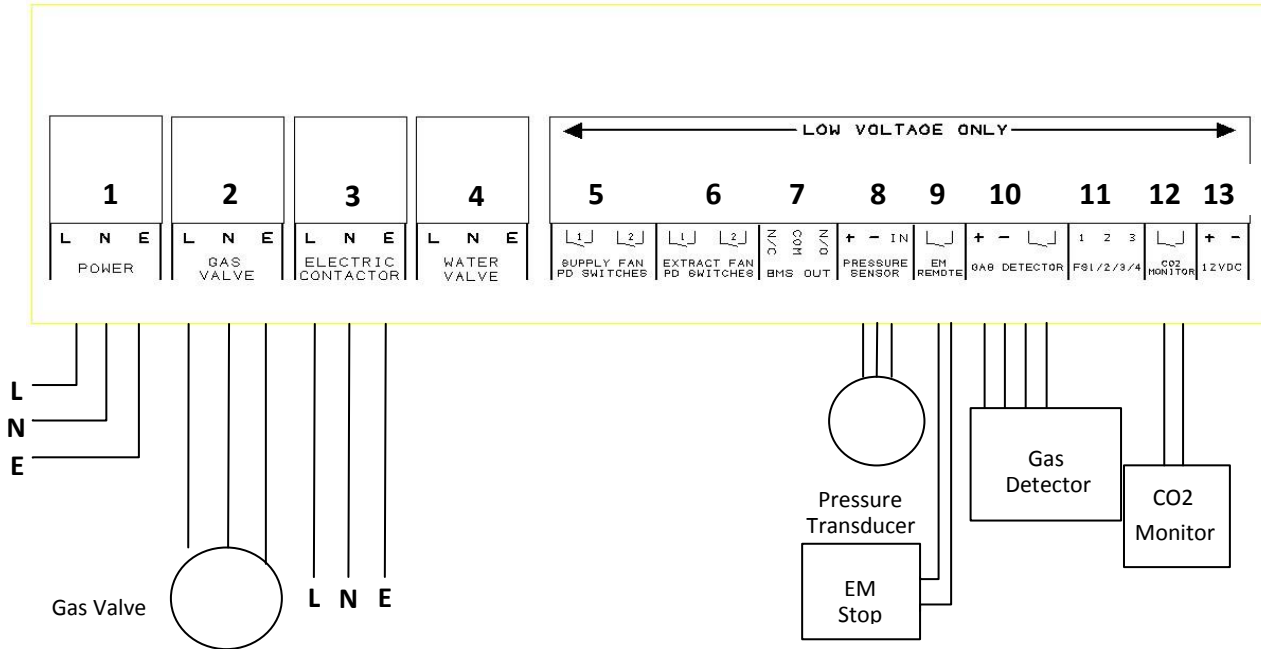 LOW VOLTAGE ONLY
1 2 3 4 5 6 7 8 9 10 11 12 13
L N E
POWER
L N E
GAS
VALVE
L N E
ELECTRIC
CONTACTOR
L N E
WATER
VALVE
1 2
SUPPLY FAN
PD SWITCHES
1 2
EXTRACT FAN
PD SWITCHES
N/C COM N/O
BMS OUT
+ - IN
PRESSURE
SENSOR
EM
REMOTE
+ -
GAS DETECTOR
1 2 3
FS1/2/3/4
CO2
MONITOR
+ -
12VDC
L
N
E
Gas Valve
L N E
Pressure
Transducer
EM
Stop
Gas
Detector
CO2
Monitor